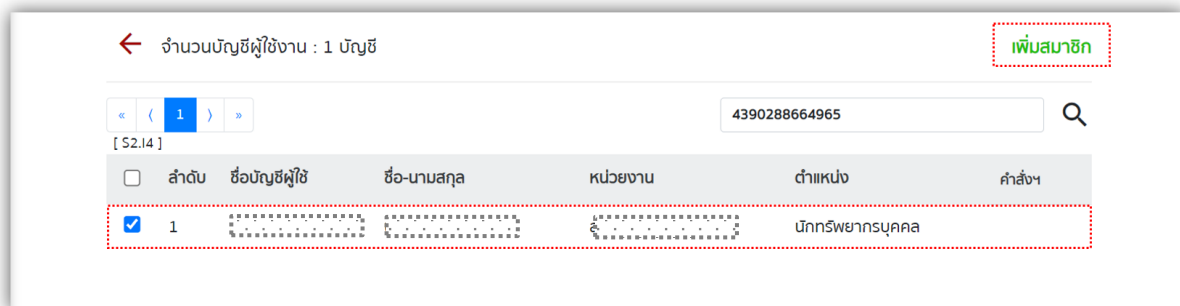 จำนวนบัญชีผู้ใช้งาน : 1 บัญชี เพิ่มสมาชิก
« ⟨ 1 ⟩ » 4390288664965
[ S2.I4 ]
ลำดับ ชื่อบัญชีผู้ใช้ ชื่อ-นามสกุล หน่วยงาน ตำแหน่ง คำสั่งฯ
1 นักทรัพยากรบุคคล